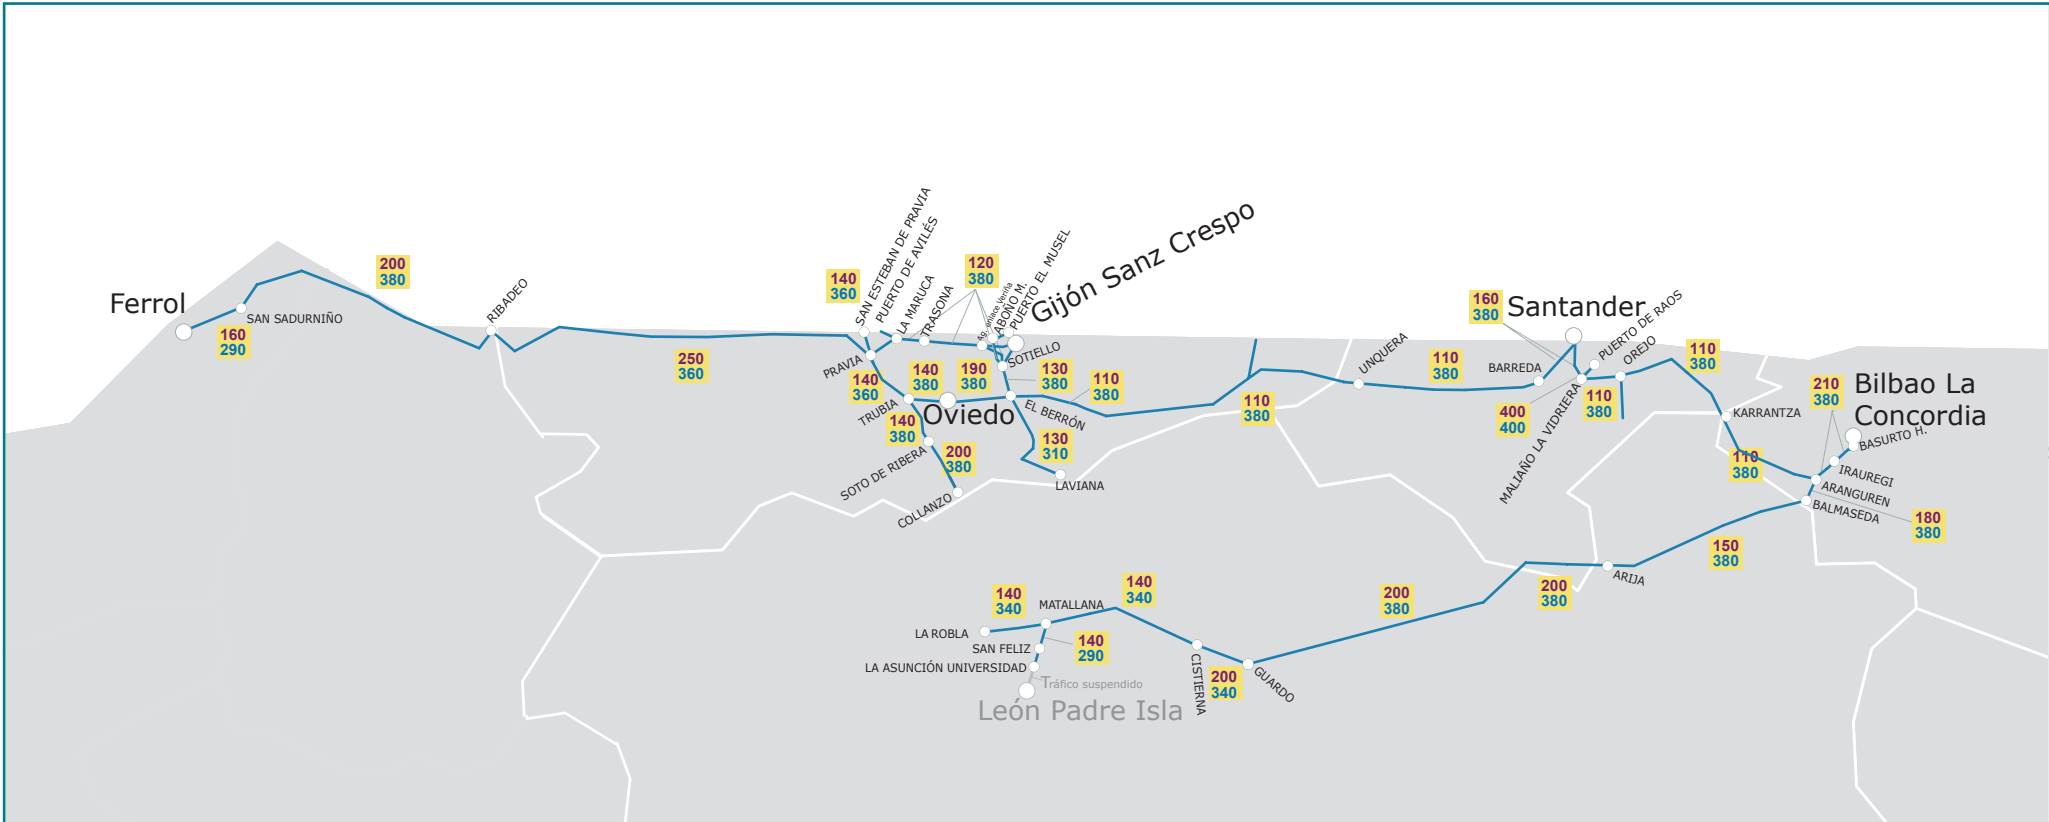 Ferrol
SAN SADURNIÑO
160
290
200
380
RIBADEO
250
360
140
360
SAN ESTEBAN DE PRAVIA
PUERTO DE AVILÉS
LA MARUCA
TRASONA
120
380
Ag. enlace Veriña
ABOÑO M.
PUERTO EL MUSEL
Gijón Sanz Crespo
SOTIELLO
PRAVIA
140
360
TRUBIA
140
380
190
380
130
380
110
380
Oviedo
EL BERRÓN
140
380
SOTO DE RIBERA
200
380
COLLANZO
130
310
LAVIANA
110
380
UNQUERA
110
380
BARREDA
160
380
Santander
PUERTO DE RAOS
OREJO
400
400
MALIAÑO LA VIDRIERA
110
380
110
380
KARRANTZA
110
380
210
380
Bilbao La
Concordia
BASURTO H.
IRAUREGI
ARANGUREN
BALMASEDA
180
380
150
380
ARIJA
200
380
200
380
140
340
MATALLANA
140
340
LA ROBLA
SAN FELIZ
140
290
LA ASUNCIÓN UNIVERSIDAD
Tráfico suspendido
León Padre Isla
CISTIERNA
200
340
GUARDO